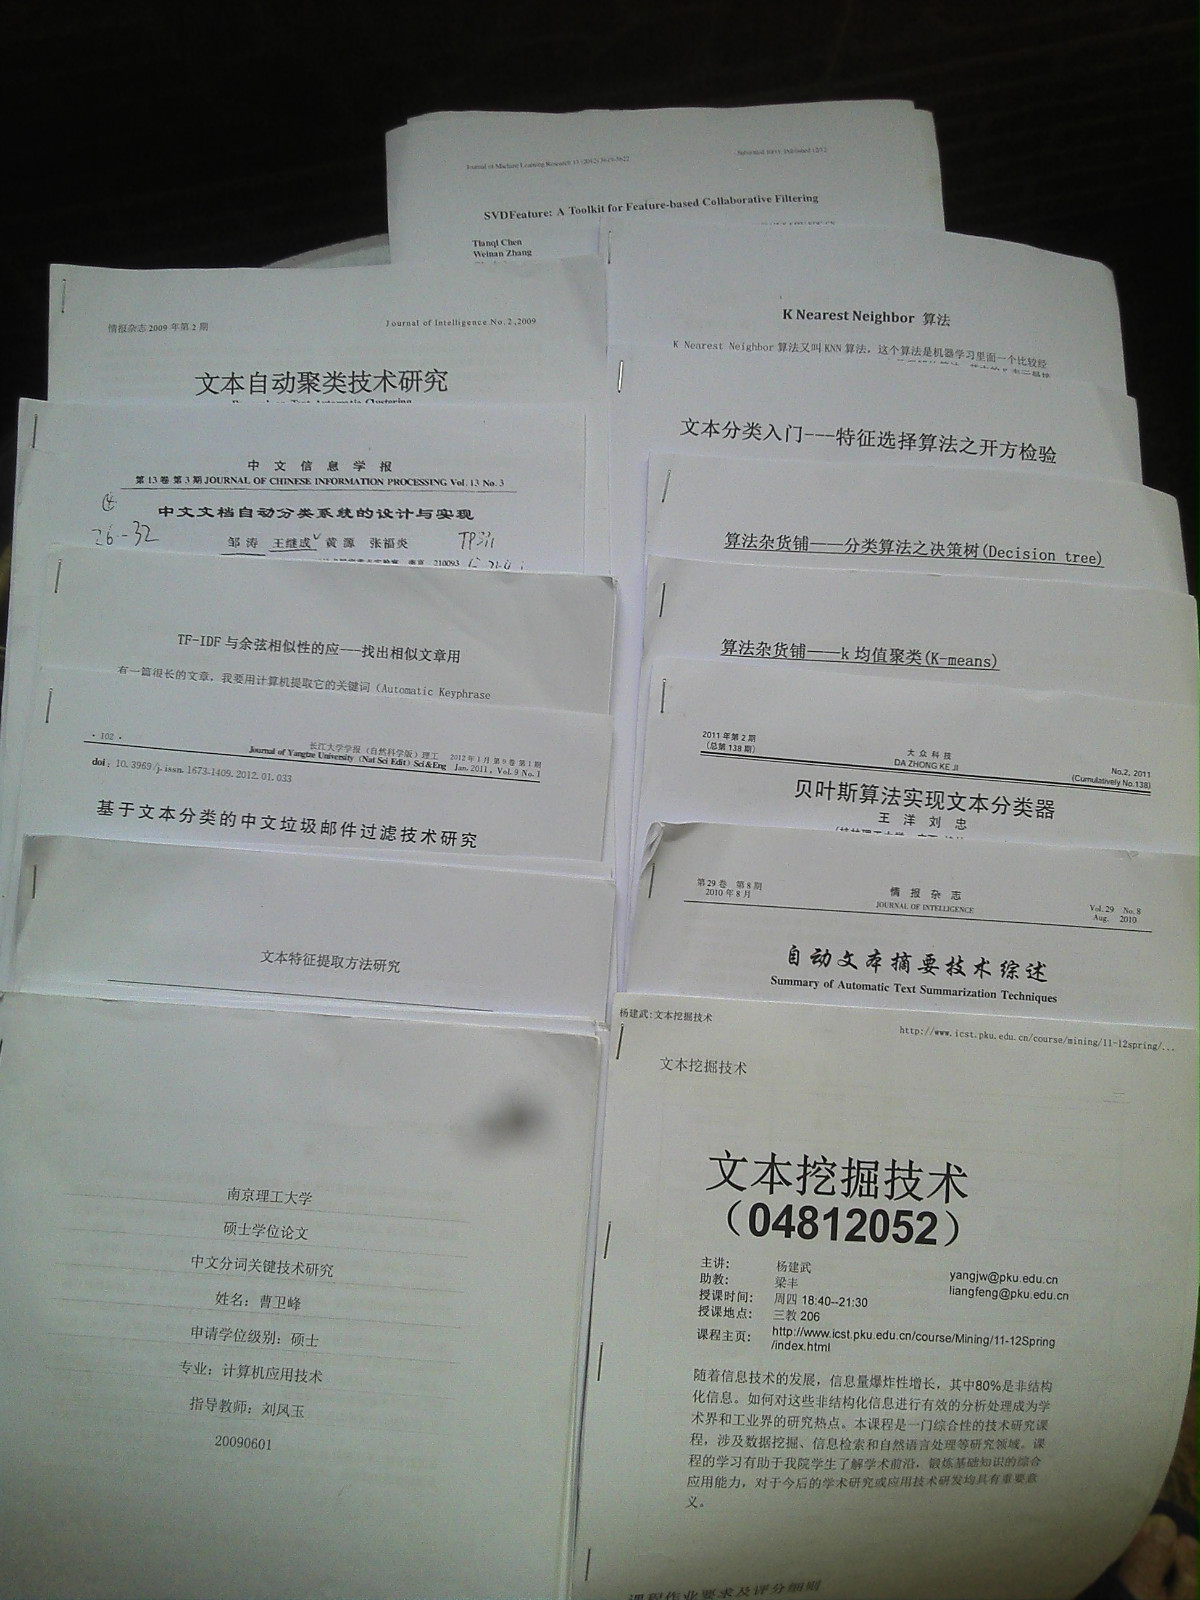 Journal of Machine Learning Research 13 (2012) 3619-3622
Submitted 10/11; Published 12/12
SVDFeature: A Toolkit for Feature-based Collaborative Filtering
Tianqi Chen
Weinan Zhang
情报杂志 2009 年第 2 期
Journal of Intelligence No.2,2009
文本自动聚类技术研究
中文信息学报
第 13 卷 第 3 期 JOURNAL OF CHINESE INFORMATION PROCESSING Vol. 13 No. 3
中文文档自动分类系统的设计与实现
26--32
邹 涛 王继成 黄 源 张福炎
210093
TF-IDF 与余弦相似性的应---找出相似文章用
有一篇很长的文章，我要用计算机提取它的关键词（Automatic Keyphrase
· 102 ·
长江大学学报（自然科学版）理工 2012 年 1 月第 9 卷 第 1 期
Journal of Yangtze University (Nat Sci Edit) Sci & Eng Jan. 2011, Vol. 9 No. 1
doi: 10.3969/j.issn.1673-1409.2012.01.033
基于文本分类的中文垃圾邮件过滤技术研究
文本特征提取方法研究
南京理工大学
硕士学位论文
中文分词关键技术研究
姓名：曹卫峰
申请学位级别：硕士
专业：计算机应用技术
指导教师：刘凤玉
20090601
K Nearest Neighbor 算法
K Nearest Neighbor 算法又叫 KNN 算法，这个算法是机器学习里面一个比较经
文本分类入门---特征选择算法之开方检验
算法杂货铺——分类算法之决策树(Decision tree)
算法杂货铺——k 均值聚类(K-means)
2011 年第 2 期
（总第 138 期）
大 众 科 技
DA ZHONG KE JI
No.2, 2011
(Cumulatively No.138)
贝叶斯算法实现文本分类器
王 洋 刘 忠
第 29 卷 第 8 期
2010 年 8 月
情 报 杂 志
JOURNAL OF INTELLIGENCE
Vol. 29 No. 8
Aug. 2010
自动文本摘要技术综述
Summary of Automatic Text Summarization Techniques
杨建武:文本挖掘技术
http://www.icst.pku.edu.cn/course/mining/11-12spring/...
文本挖掘技术
文本挖掘技术
（04812052）
主讲： 杨建武 yangjw@pku.edu.cn
助教： 梁丰 liangfeng@pku.edu.cn
授课时间： 周四 18:40--21:30
授课地点： 三教 206
课程主页： http://www.icst.pku.edu.cn/course/Mining/11-12Spring
/index.html
随着信息技术的发展，信息量爆炸性增长，其中80%是非结构
化信息。如何对这些非结构化信息进行有效的分析处理成为学
术界和工业界的研究热点。本课程是一门综合性的技术研究课
程，涉及数据挖掘、信息检索和自然语言处理等研究领域。课
程的学习有助于我院学生了解学术前沿，锻炼基础知识的综合
应用能力，对于今后的学术研究或应用技术研发均具有重要意
义。
课程作业要求及评分细则